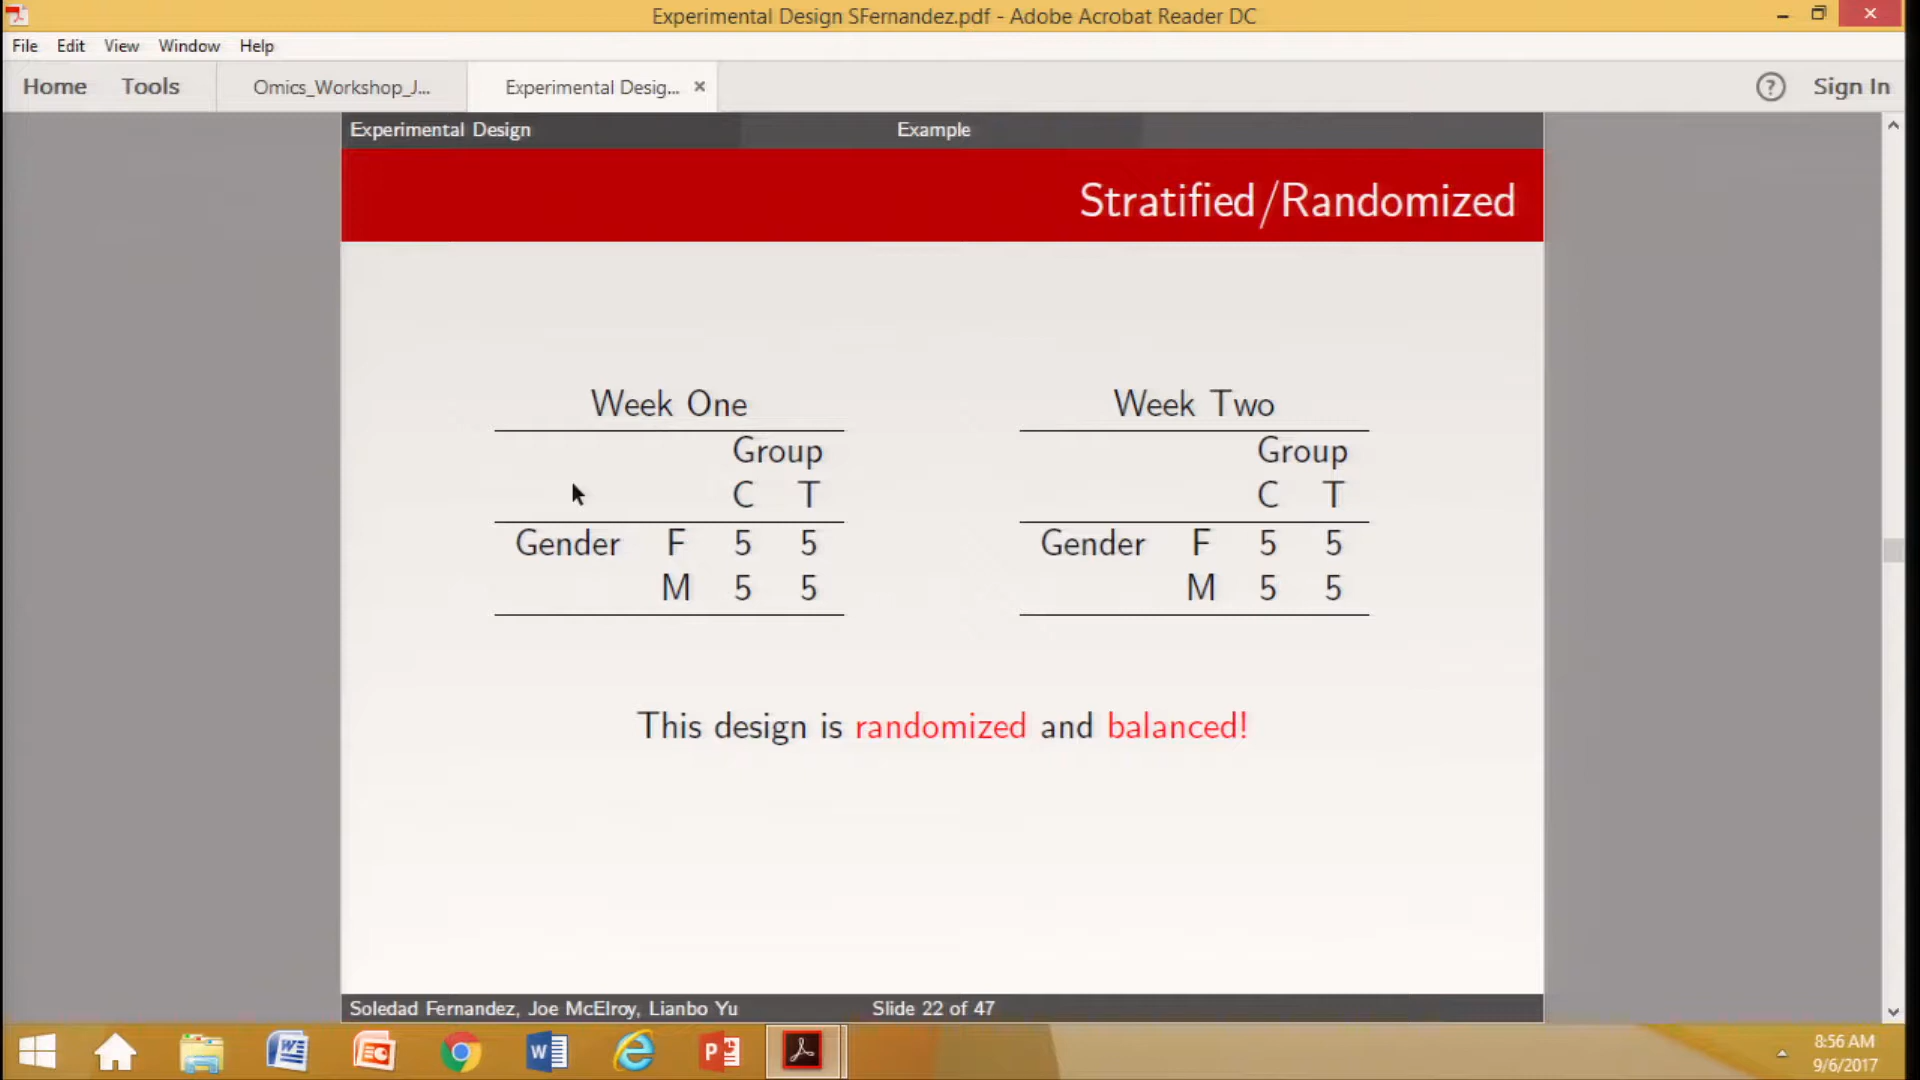 Experimental Design SFernandez.pdf - Adobe Acrobat Reader DC
File Edit View Window Help
Home Tools Omics_Workshop_J... Experimental Desig... × ? Sign In
Experimental Design Example
Stratified/Randomized
Week One
Group
C T
Gender F 5 5
M 5 5
Week Two
Group
C T
Gender F 5 5
M 5 5
This design is randomized and balanced!
Soledad Fernandez, Joe McElroy, Lianbo Yu Slide 22 of 47
8:56 AM
9/6/2017